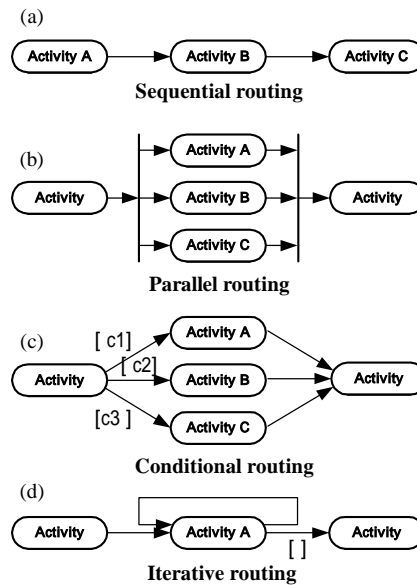 (a)
Activity A Activity B Activity C
Sequential routing
(b)
Activity A
Activity Activity B Activity
Activity C
Parallel routing
(c)
[ c1] Activity A
Activity [ c2] Activity B Activity
[c3 ] Activity C
Conditional routing
(d)
Activity Activity A Activity
[ ]
Iterative routing